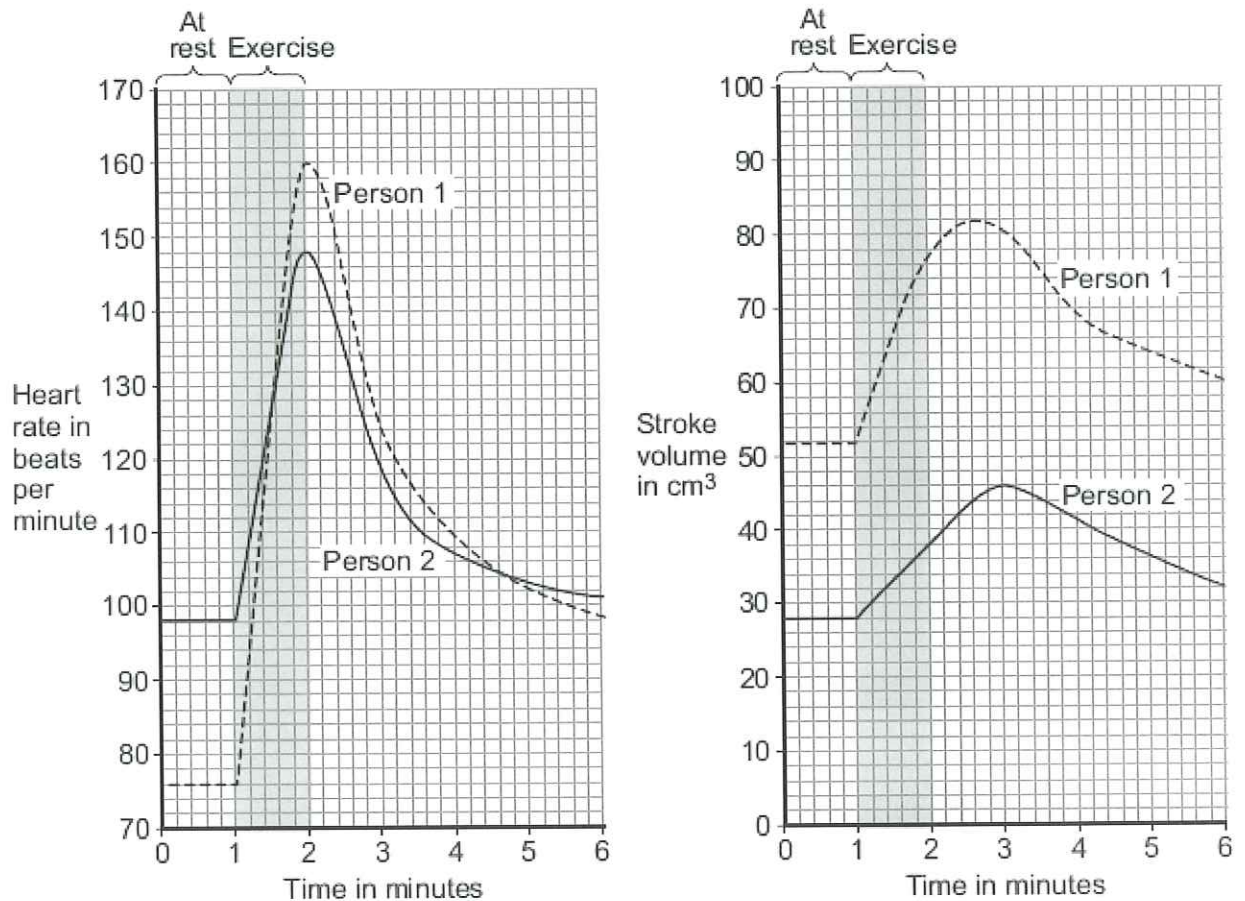 At
rest Exercise
170
160
150
140
130
120
110
100
90
80
70
Heart
rate in
beats
per
minute
Person 1
Person 2
0 1 2 3 4 5 6
Time in minutes
At
rest Exercise
100
90
80
70
60
50
40
30
20
10
0
Stroke
volume
in cm³
Person 1
Person 2
0 1 2 3 4 5 6
Time in minutes